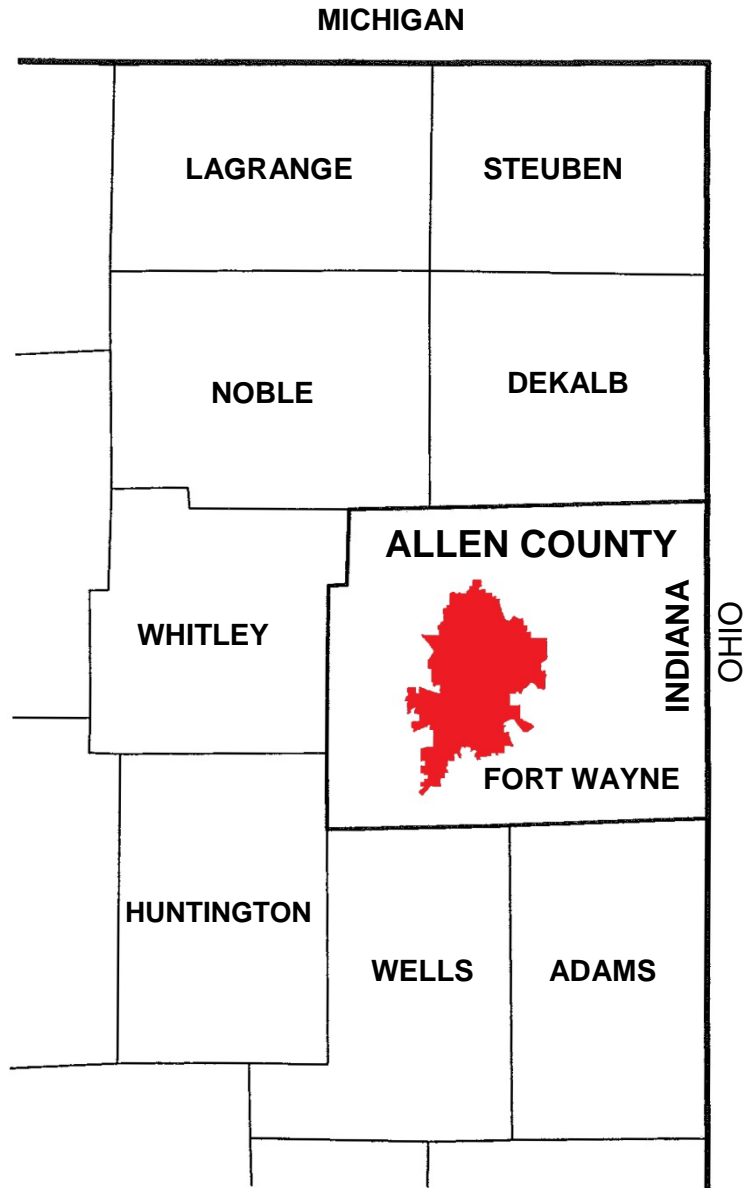 MICHIGAN
LAGRANGE
STEUBEN
NOBLE
DEKALB
ALLEN COUNTY
WHITLEY
INDIANA
OHIO
FORT WAYNE
HUNTINGTON
WELLS
ADAMS